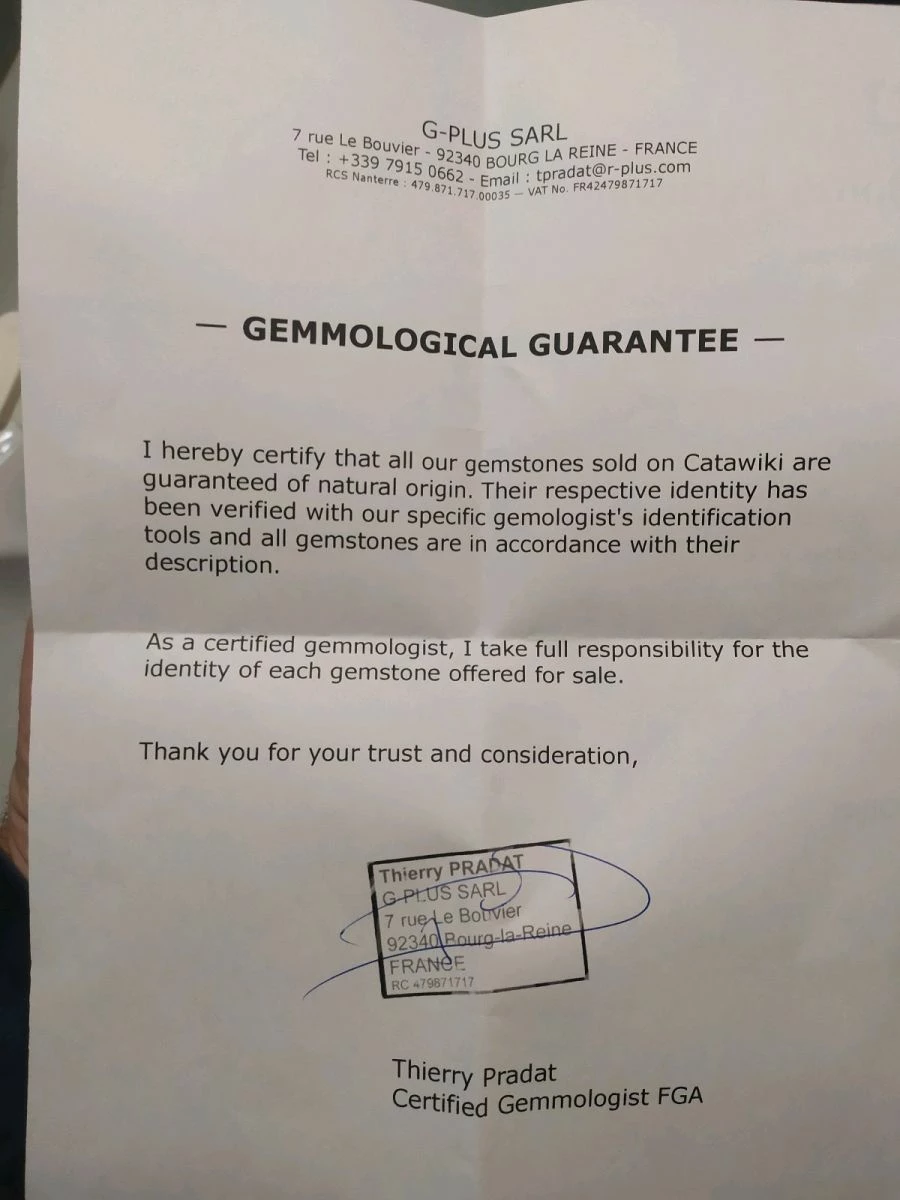 G-PLUS SARL
7 rue Le Bouvier - 92340 BOURG LA REINE - FRANCE
Tel : +339 7915 0662 - Email : tpradat@r-plus.com
RCS Nanterre : 479.871.717.00035 – VAT No. FR42479871717
— GEMMOLOGICAL GUARANTEE —
I hereby certify that all our gemstones sold on Catawiki are
guaranteed of natural origin. Their respective identity has
been verified with our specific gemologist's identification
tools and all gemstones are in accordance with their
description.
As a certified gemmologist, I take full responsibility for the
identity of each gemstone offered for sale.
Thank you for your trust and consideration,
Thierry PRADAT
G-PLUS SARL
7 rue Le Bouvier
92340 Bourg-la-Reine
FRANCE
RC 479871717
Thierry Pradat
Certified Gemmologist FGA